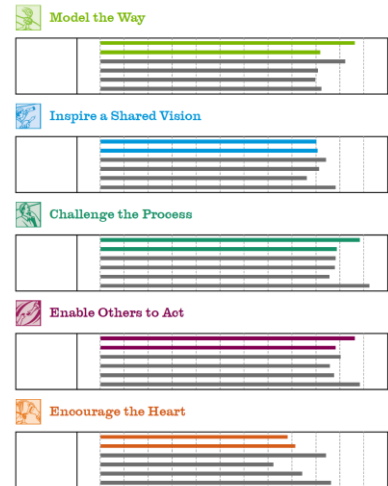 Model the Way
Inspire a Shared Vision
Challenge the Process
Enable Others to Act
Encourage the Heart